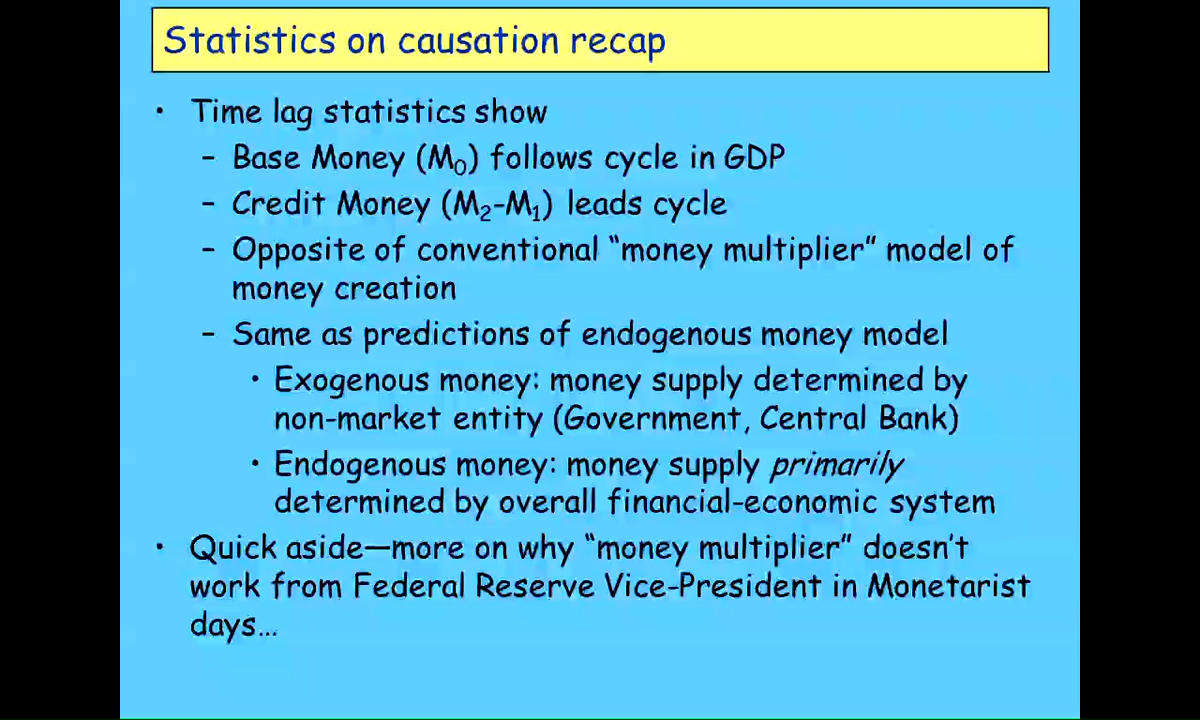 Statistics on causation recap
• Time lag statistics show
– Base Money (M₀) follows cycle in GDP
– Credit Money (M₂-M₁) leads cycle
– Opposite of conventional “money multiplier” model of
money creation
– Same as predictions of endogenous money model
• Exogenous money: money supply determined by
non-market entity (Government, Central Bank)
• Endogenous money: money supply primarily
determined by overall financial-economic system
• Quick aside—more on why “money multiplier” doesn’t
work from Federal Reserve Vice-President in Monetarist
days…